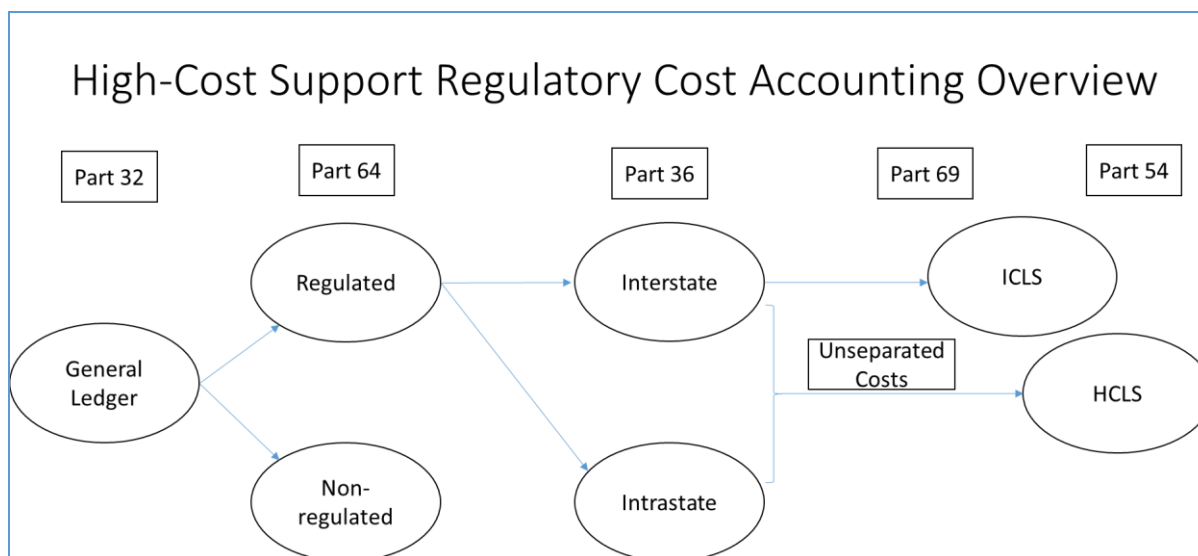 High-Cost Support Regulatory Cost Accounting Overview
Part 32
Part 64
Part 36
Part 69
Part 54
Regulated
Interstate
ICLS
General
Ledger
Unseparated
Costs
HCLS
Non-
regulated
Intrastate